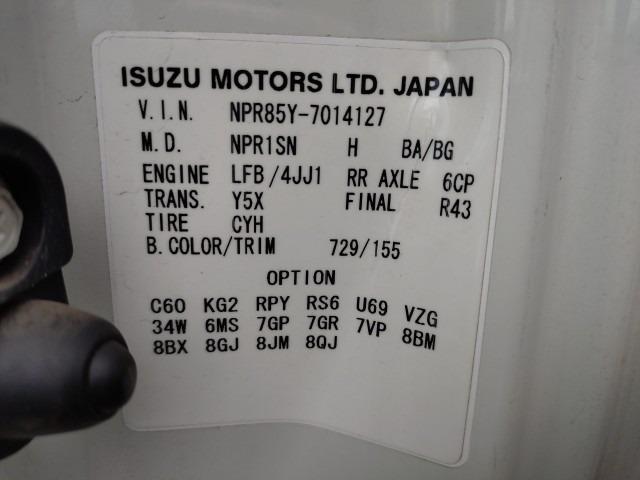 ISUZU MOTORS LTD. JAPAN
V.I.N. NPR85Y-7014127
M.D. NPR1SN H BA/BG
ENGINE LFB/4JJ1 RR AXLE 6CP
TRANS. Y5X FINAL R43
TIRE CYH
B.COLOR/TRIM 729/155
OPTION
C60 KG2 RPY RS6 U69 VZG
34W 6MS 7GP 7GR 7VP 8BM
8BX 8GJ 8JM 8QJ